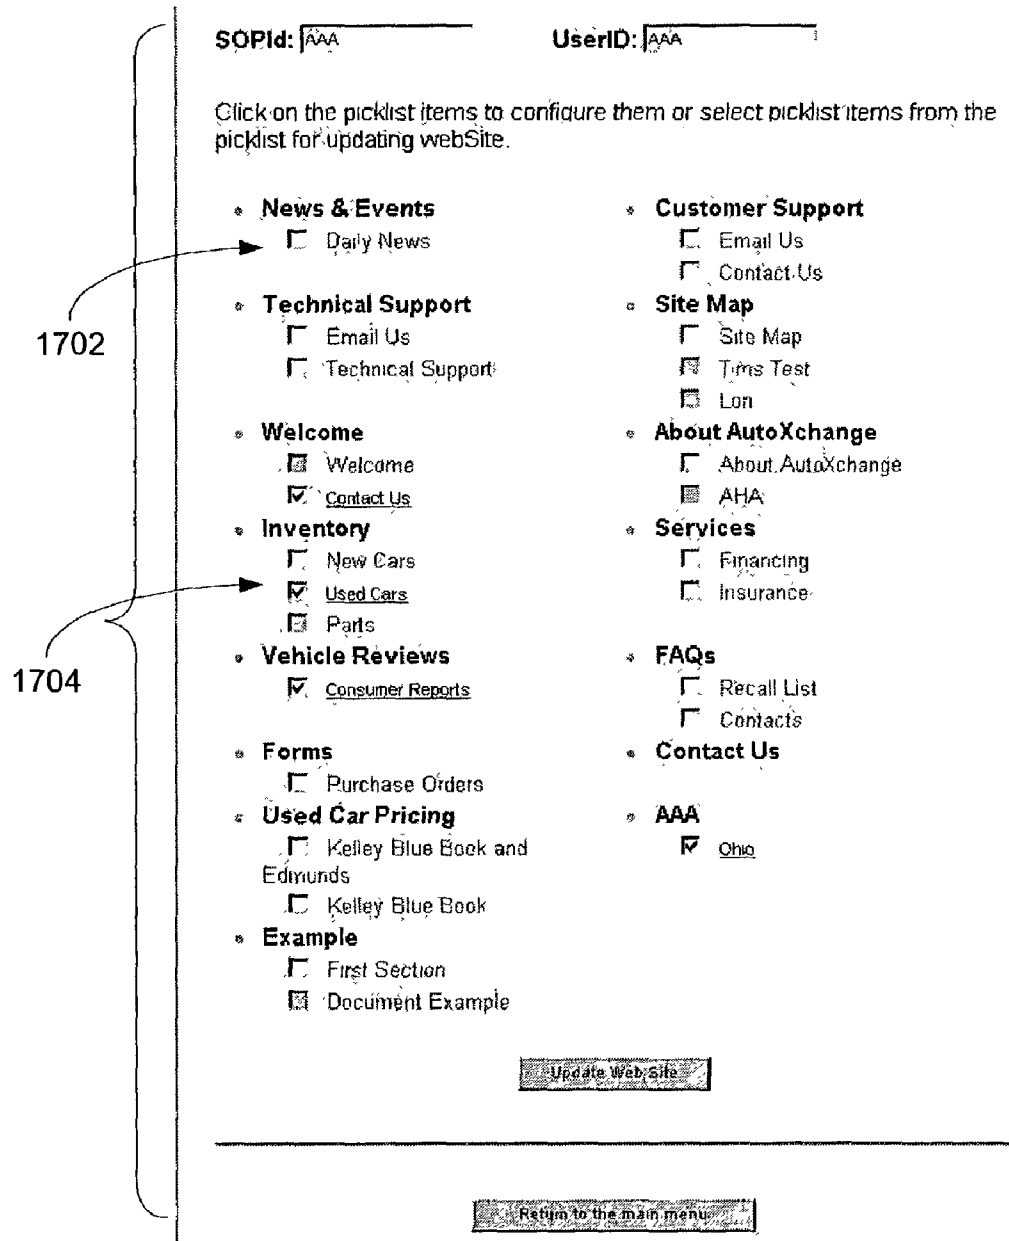 SOPId: AAA UserID: AAA
Click on the picklist items to configure them or select picklist items from the
picklist for updating webSite.
News & Events
Daily News
Technical Support
Email Us
Technical Support
Welcome
Welcome
Contact Us
Inventory
New Cars
Used Cars
Parts
Vehicle Reviews
Consumer Reports
Forms
Purchase Orders
Used Car Pricing
Kelley Blue Book and
Edmunds
Kelley Blue Book
Example
First Section
Document Example
Customer Support
Email Us
Contact Us
Site Map
Site Map
Tims Test
Lon
About AutoXchange
About AutoXchange
AHA
Services
Financing
Insurance
FAQs
Recall List
Contacts
Contact Us
AAA
Ohio
Update Web Site
Return to the main menu
1702
1704